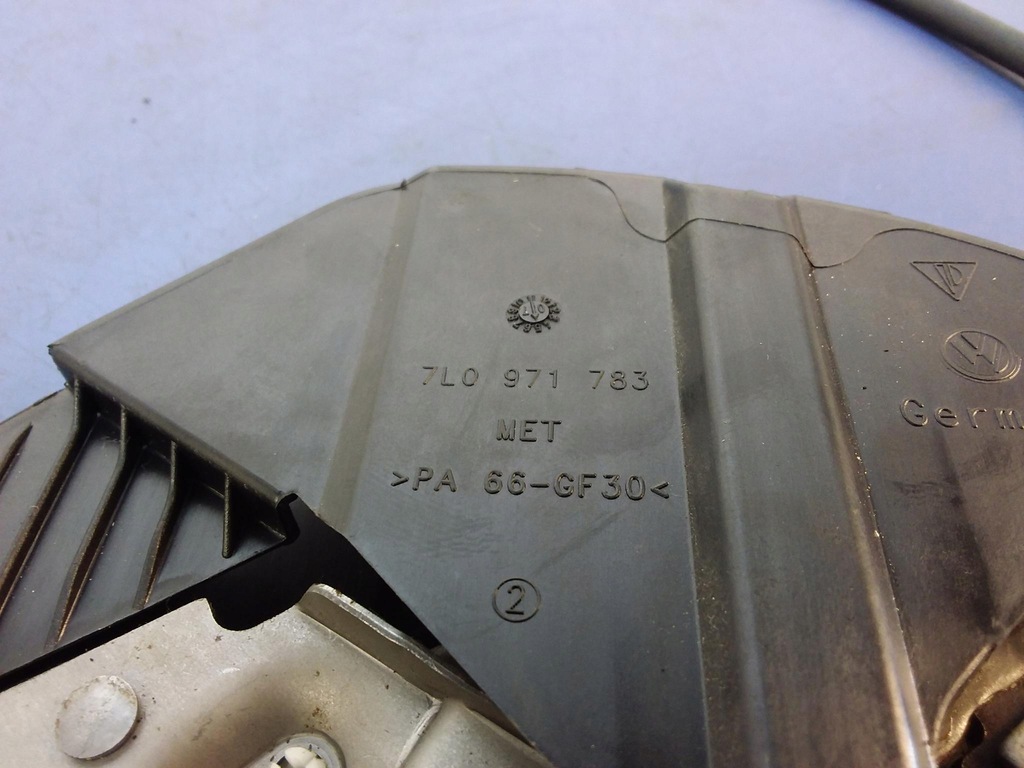 7L0 971 783
MET
>PA 66-GF30<
2
Germ